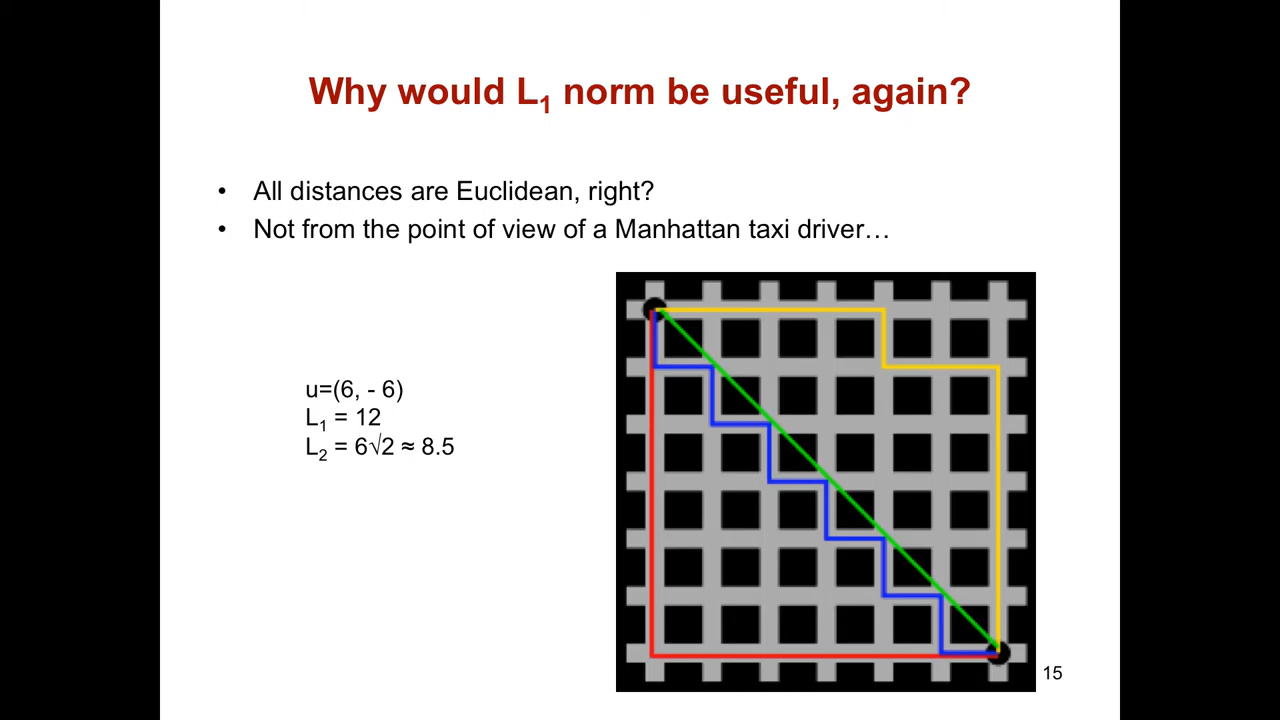 Why would L₁ norm be useful, again?
• All distances are Euclidean, right?
• Not from the point of view of a Manhattan taxi driver…
u=(6, - 6)
L₁ = 12
L₂ = 6√2 ≈ 8.5
15